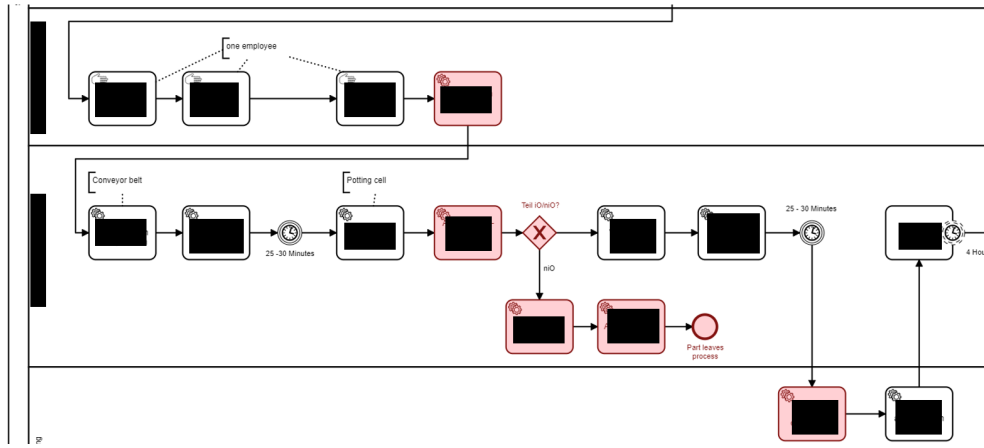 one employee
Conveyor belt
Potting cell
Teil iO/niO?
25 - 30 Minutes
25 -30 Minutes
4 Hou
niO
Part leaves
process